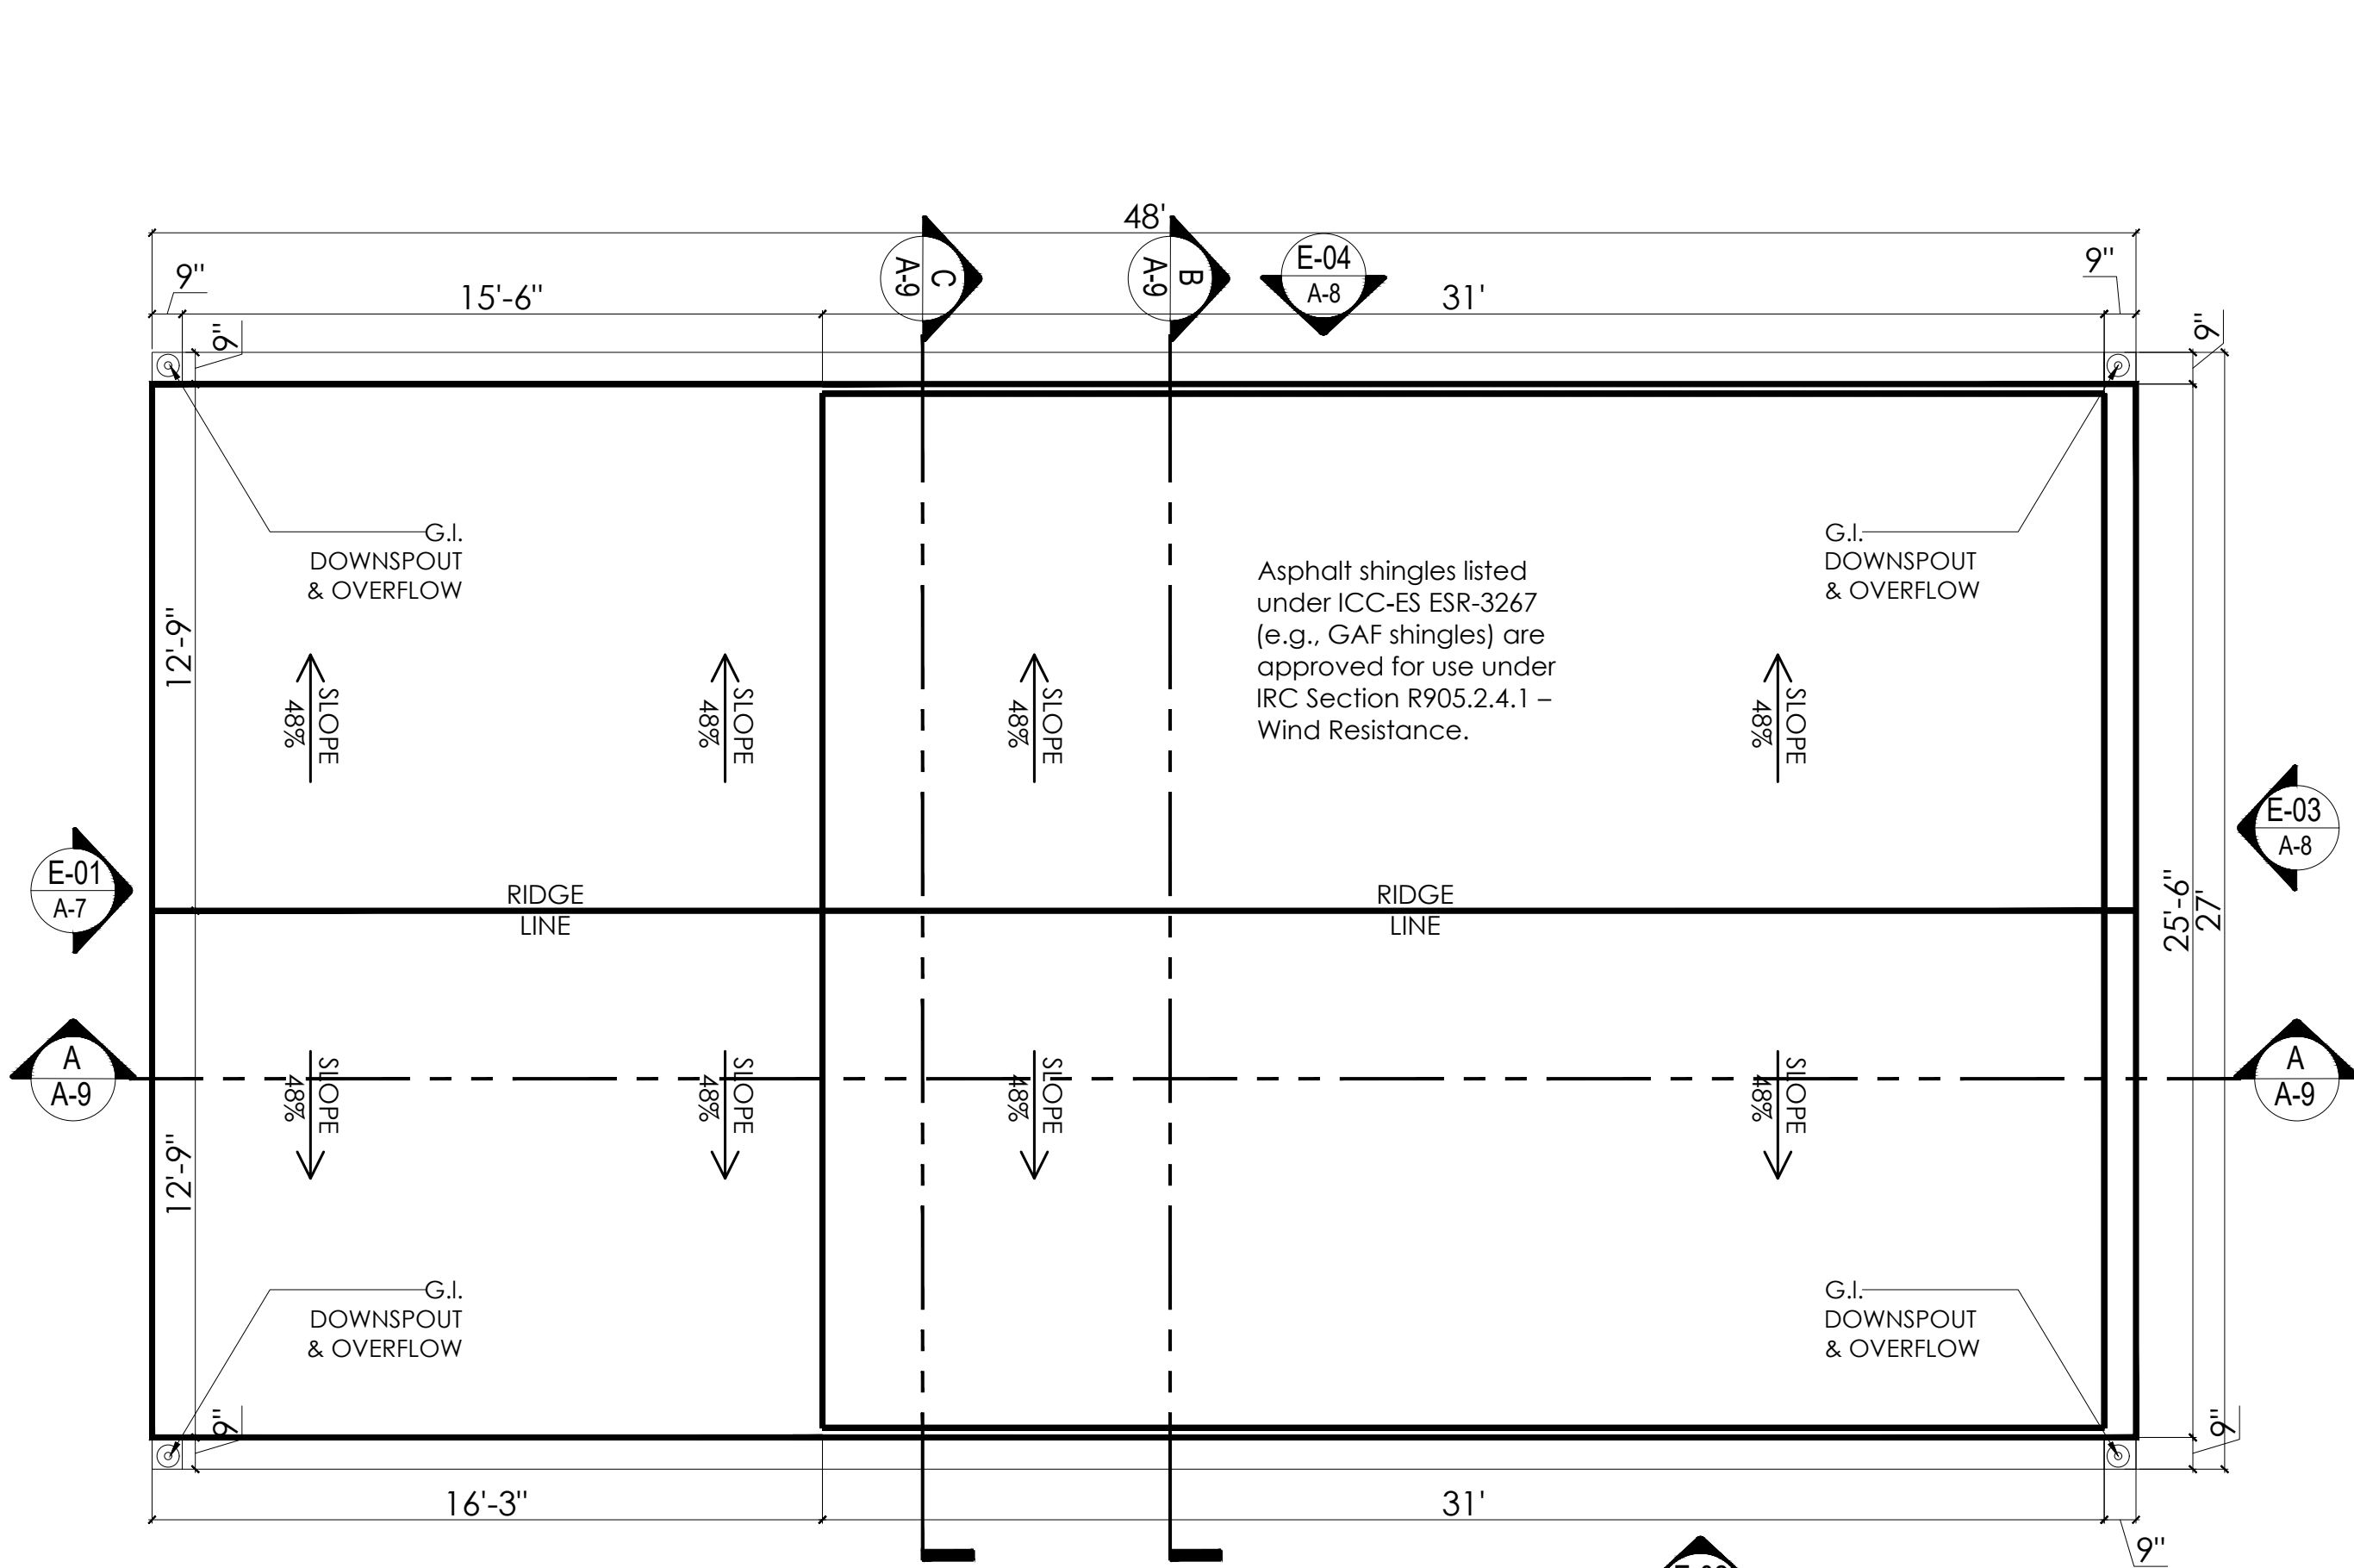 48'
9"
15'-6"
C
A-9
B
A-9
E-04
A-8
31'
9"
9"
9"
G.I.
DOWNSPOUT
& OVERFLOW
G.I.
DOWNSPOUT
& OVERFLOW
Asphalt shingles listed
under ICC-ES ESR-3267
(e.g., GAF shingles) are
approved for use under
IRC Section R905.2.4.1 –
Wind Resistance.
12'-9"
SLOPE
48%
SLOPE
48%
SLOPE
48%
SLOPE
48%
E-01
A-7
E-03
A-8
RIDGE
LINE
RIDGE
LINE
25'-6"
27'
A
A-9
A
A-9
SLOPE
48%
SLOPE
48%
SLOPE
48%
SLOPE
48%
12'-9"
G.I.
DOWNSPOUT
& OVERFLOW
G.I.
DOWNSPOUT
& OVERFLOW
9"
9"
16'-3"
31'
9"